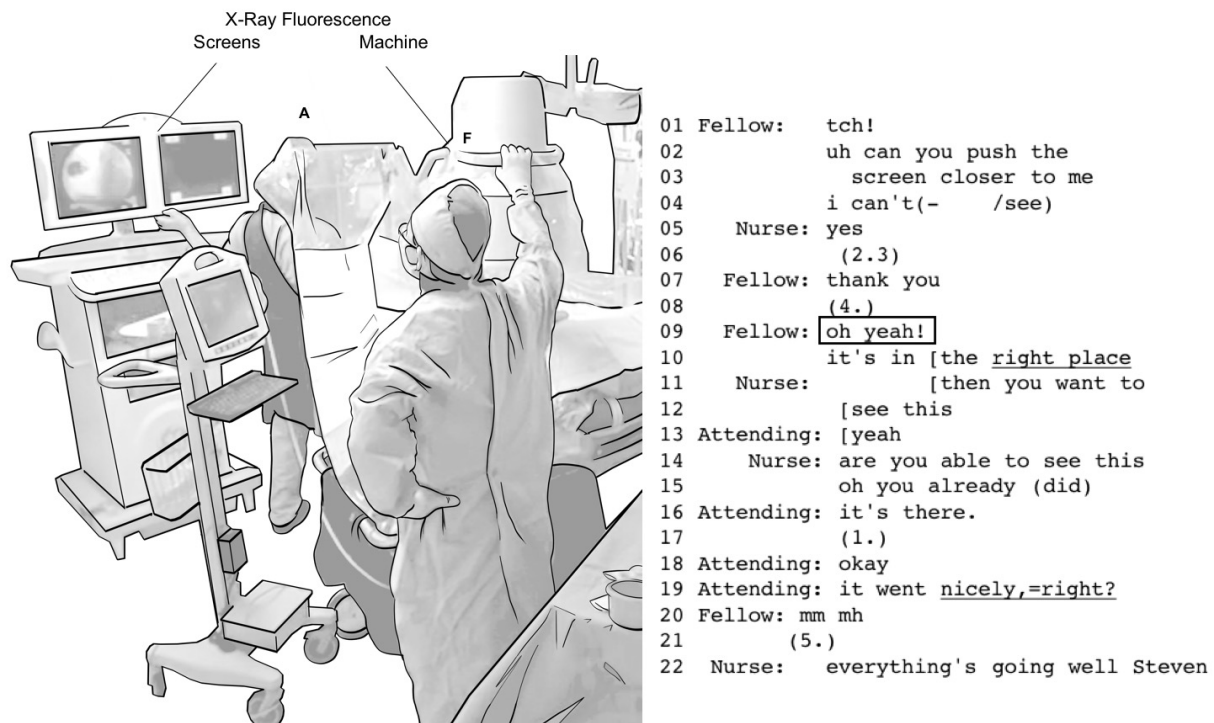 X-Ray Fluorescence
Screens Machine
A
F
01 Fellow: tch!
02 uh can you push the
03 screen closer to me
04 i can't(- /see)
05 Nurse: yes
06 (2.3)
07 Fellow: thank you
08 (4.)
09 Fellow: oh yeah!
10 it's in [the right place
11 Nurse: [then you want to
12 [see this
13 Attending: [yeah
14 Nurse: are you able to see this
15 oh you already (did)
16 Attending: it's there.
17 (1.)
18 Attending: okay
19 Attending: it went nicely,=right?
20 Fellow: mm mh
21 (5.)
22 Nurse: everything's going well Steven